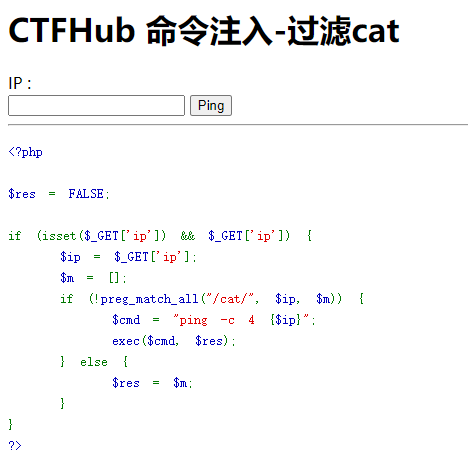 CTFHub 命令注入-过滤cat
IP :
Ping
<?php
$res = FALSE;
if (isset($_GET['ip']) && $_GET['ip']) {
$ip = $_GET['ip'];
$m = [];
if (!preg_match_all("/cat/", $ip, $m)) {
$cmd = "ping -c 4 {$ip}";
exec($cmd, $res);
} else {
$res = $m;
}
}
?>